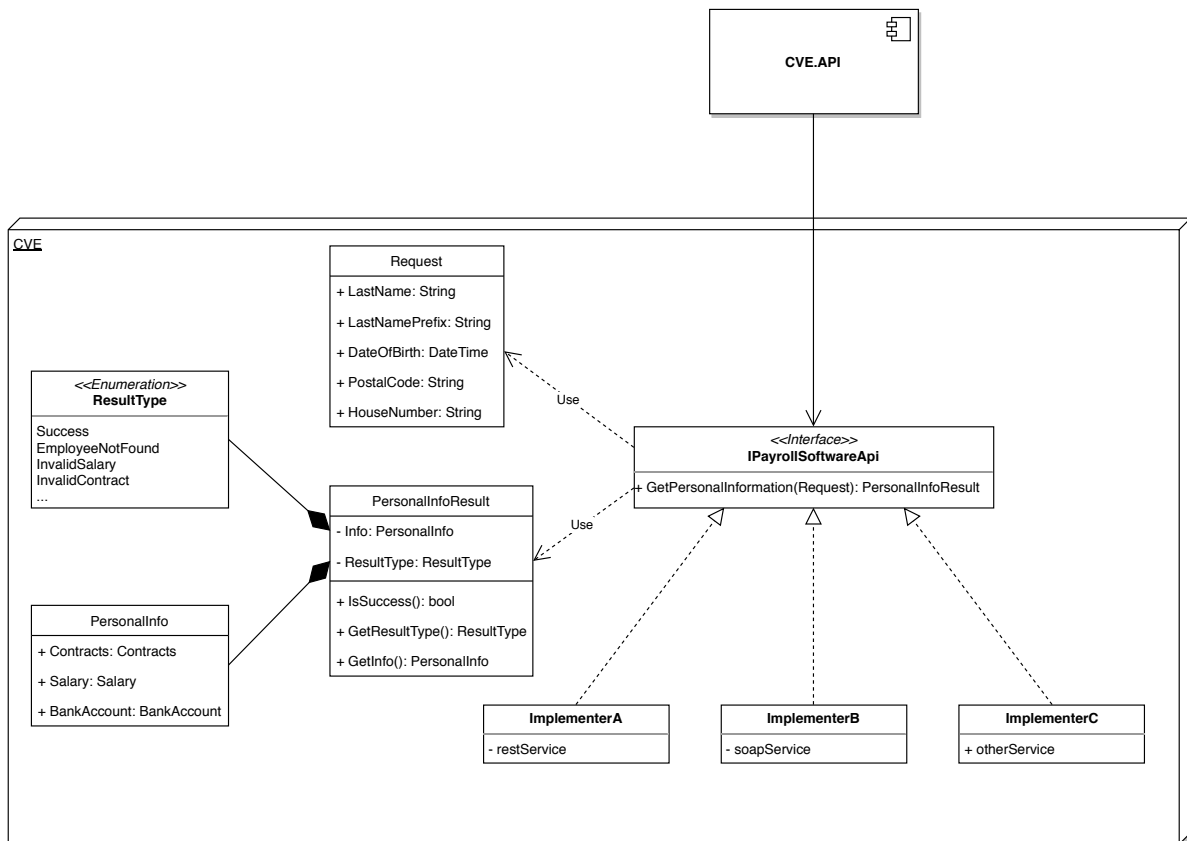 CVE.API
CVE
Request
+ LastName: String
+ LastNamePrefix: String
+ DateOfBirth: DateTime
+ PostalCode: String
+ HouseNumber: String
<<Enumeration>>
ResultType
Success
EmployeeNotFound
InvalidSalary
InvalidContract
...
Use
<<Interface>>
IPayrollSoftwareApi
+ GetPersonalInformation(Request): PersonalInfoResult
Use
PersonalInfoResult
- Info: PersonalInfo
- ResultType: ResultType
+ IsSuccess(): bool
+ GetResultType(): ResultType
+ GetInfo(): PersonalInfo
PersonalInfo
+ Contracts: Contracts
+ Salary: Salary
+ BankAccount: BankAccount
ImplementerA
- restService
ImplementerB
- soapService
ImplementerC
+ otherService